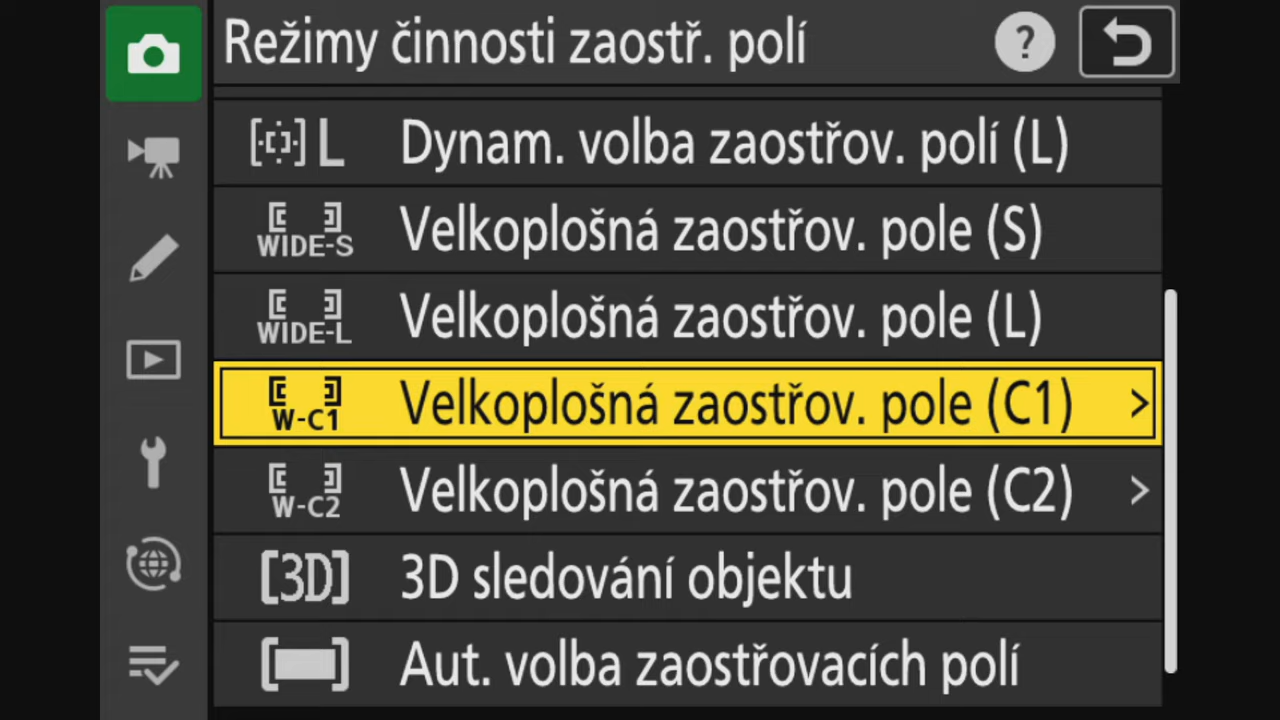 Režimy činnosti zaostř. polí ?
L Dynam. volba zaostřov. polí (L)
WIDE-S Velkoplošná zaostřov. pole (S)
WIDE-L Velkoplošná zaostřov. pole (L)
W-C1 Velkoplošná zaostřov. pole (C1) >
W-C2 Velkoplošná zaostřov. pole (C2) >
[3D] 3D sledování objektu
Aut. volba zaostřovacích polí